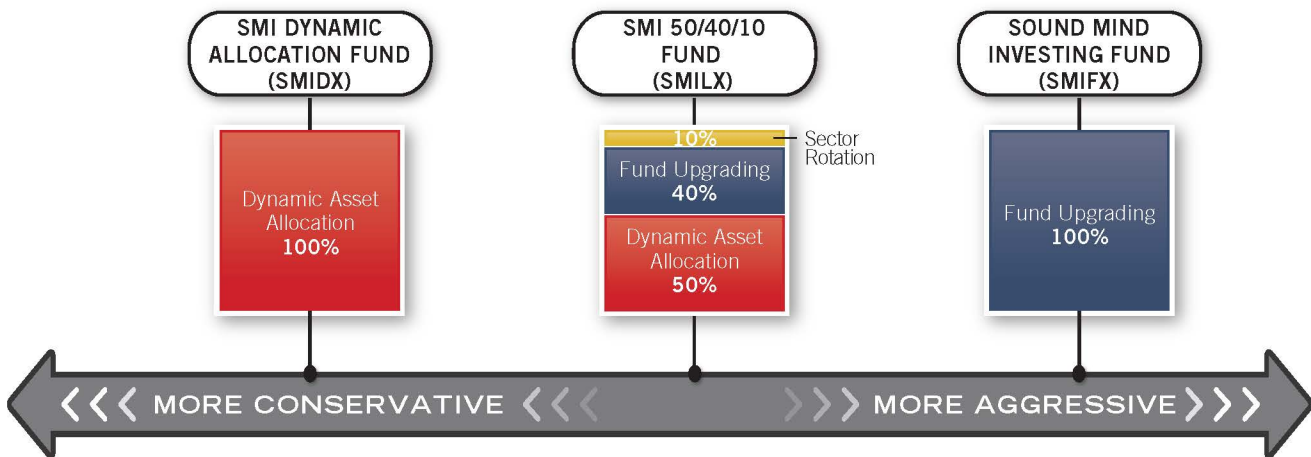 SMI DYNAMIC
ALLOCATION FUND
(SMIDX)
SMI 50/40/10
FUND
(SMILX)
SOUND MIND
INVESTING FUND
(SMIFX)
Dynamic Asset
Allocation
100%
10%
Sector
Rotation
Fund Upgrading
40%
Dynamic Asset
Allocation
50%
Fund Upgrading
100%
MORE CONSERVATIVE
MORE AGGRESSIVE